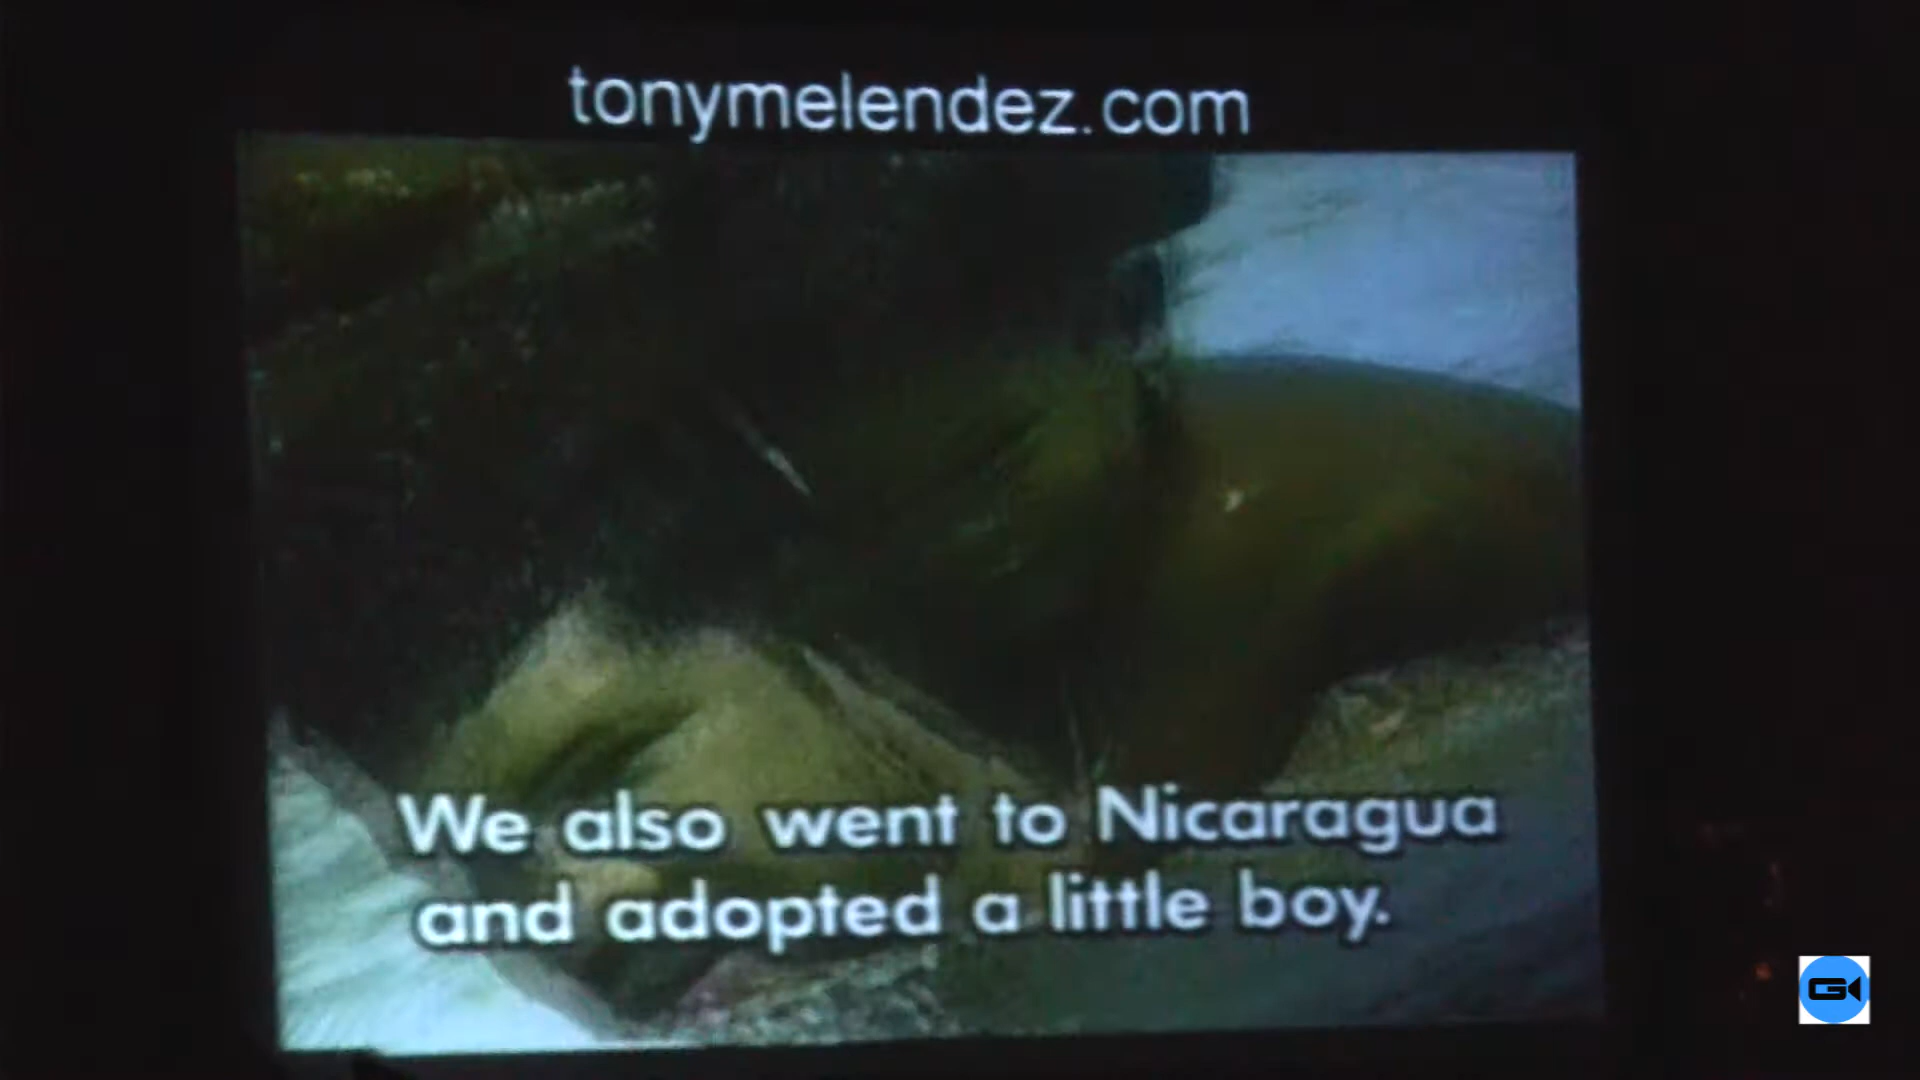 tonymelendez.com
We also went to Nicaragua
and adopted a little boy.
G